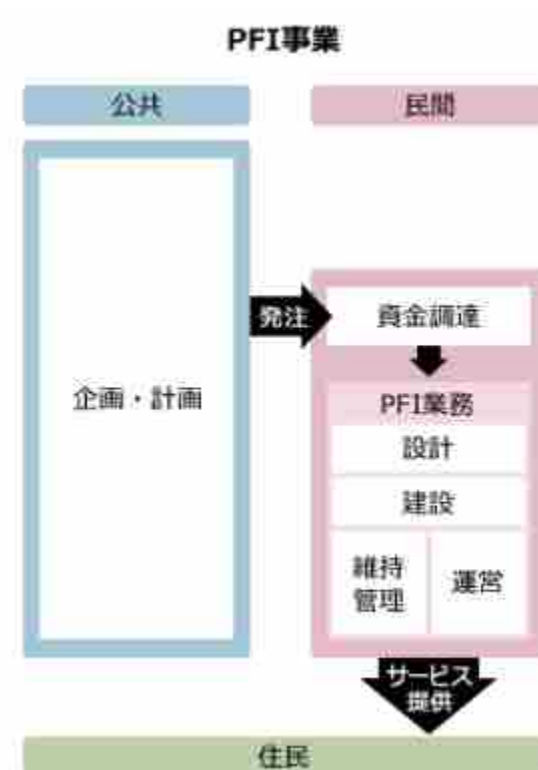 PFI事業
公共
民間
企画・計画
発注
資金調達
PFI業務
設計
建設
維持
管理
運営
サービス
提供
住民